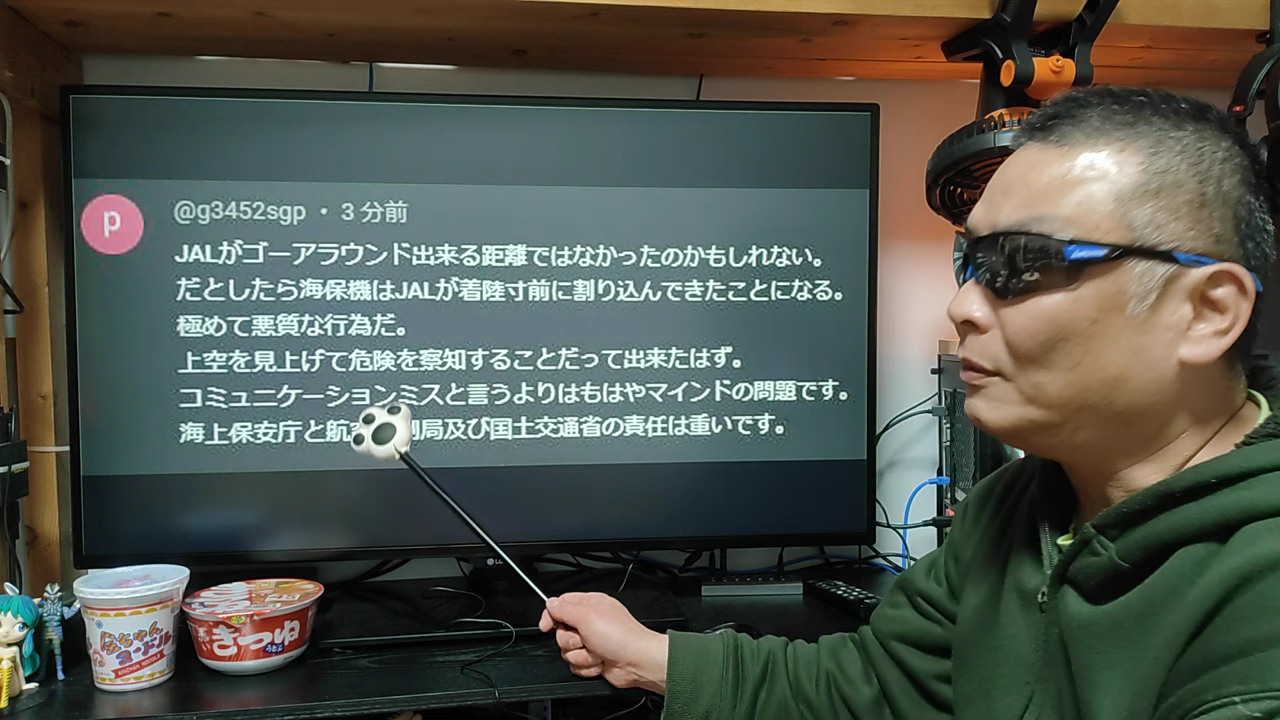 p
@g3452sgp ・ 3 分前
JALがゴーアラウンド出来る距離ではなかったのかもしれない。
だとしたら海保機はJALが着陸寸前に割り込んできたことになる。
極めて悪質な行為だ。
上空を見上げて危険を察知することだって出来たはず。
コミュニケーションミスと言うよりはもはやマインドの問題です。
海上保安庁と航 局及び国土交通省の責任は重いです。
きつね